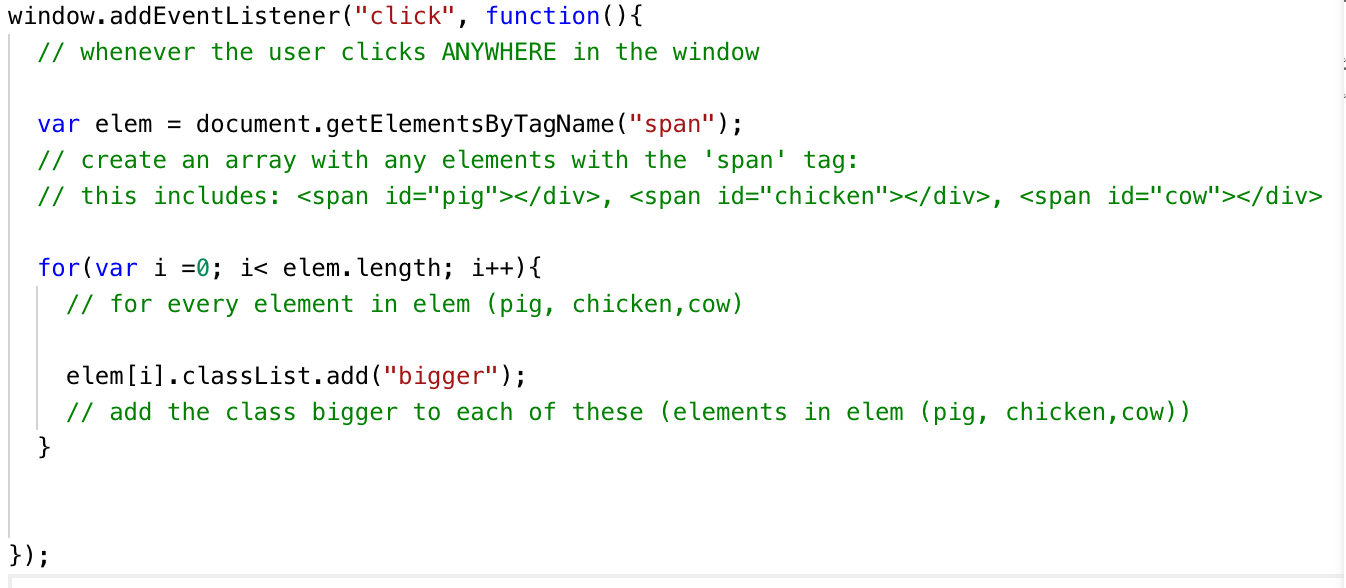 window.addEventListener("click", function(){
// whenever the user clicks ANYWHERE in the window
var elem = document.getElementsByTagName("span");
// create an array with any elements with the 'span' tag:
// this includes: <span id="pig"></div>, <span id="chicken"></div>, <span id="cow"></div>
for(var i =0; i< elem.length; i++){
// for every element in elem (pig, chicken,cow)
elem[i].classList.add("bigger");
// add the class bigger to each of these (elements in elem (pig, chicken,cow))
}
});